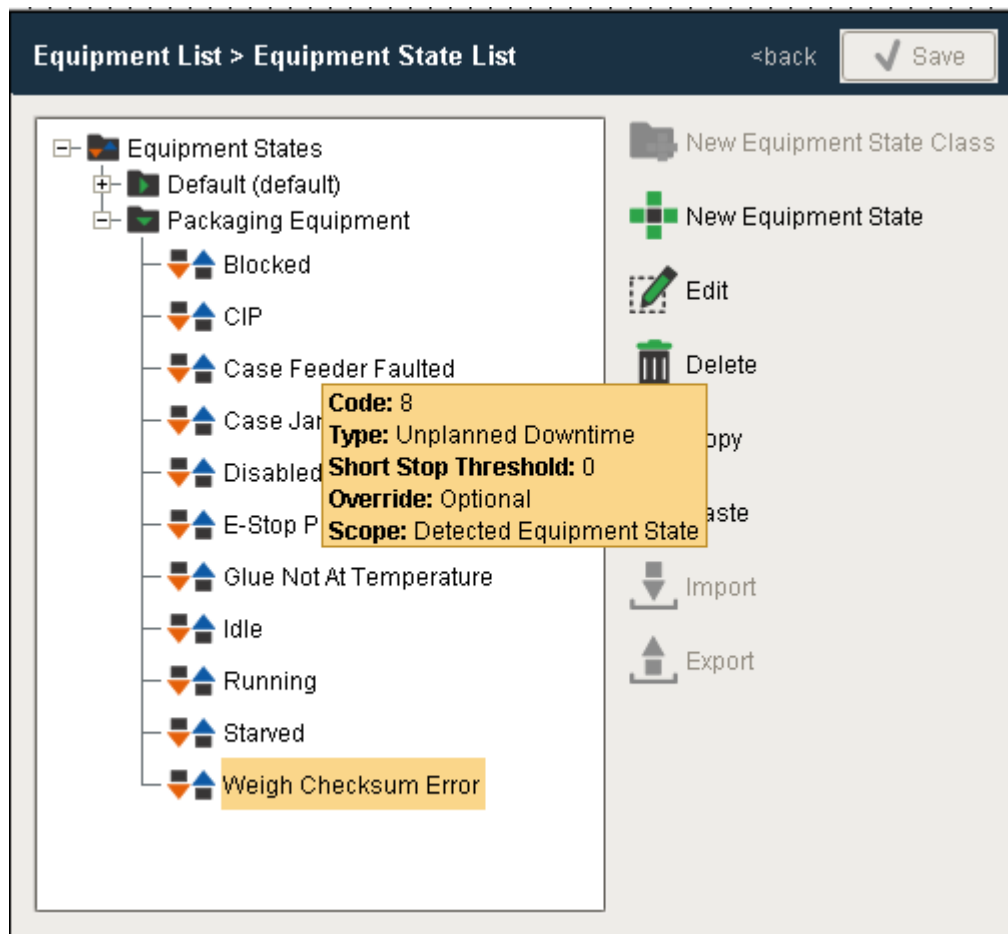 Equipment List > Equipment State List <back Save
Equipment States
Default (default)
Packaging Equipment
Blocked
CIP
Case Feeder Faulted
Case Jar
Disabled
E-Stop P
Glue Not At Temperature
Idle
Running
Starved
Weigh Checksum Error
Code: 8
Type: Unplanned Downtime
Short Stop Threshold: 0
Override: Optional
Scope: Detected Equipment State
New Equipment State Class
New Equipment State
Edit
Delete
opy
aste
Import
Export